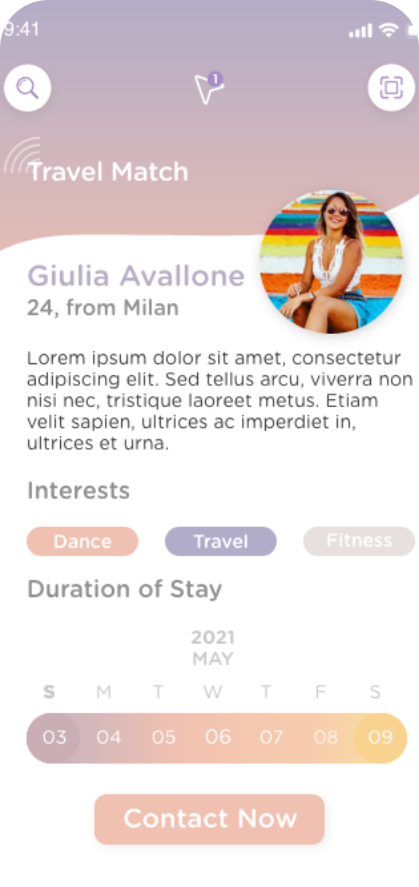 9:41
1
Travel Match
Giulia Avallone
24, from Milan
Lorem ipsum dolor sit amet, consectetur
adipiscing elit. Sed tellus arcu, viverra non
nisi nec, tristique laoreet metus. Etiam
velit sapien, ultrices ac imperdiet in,
ultrices et urna.
Interests
Dance Travel Fitness
Duration of Stay
2021
MAY
S M T W T F S
03 04 05 06 07 08 09
Contact Now